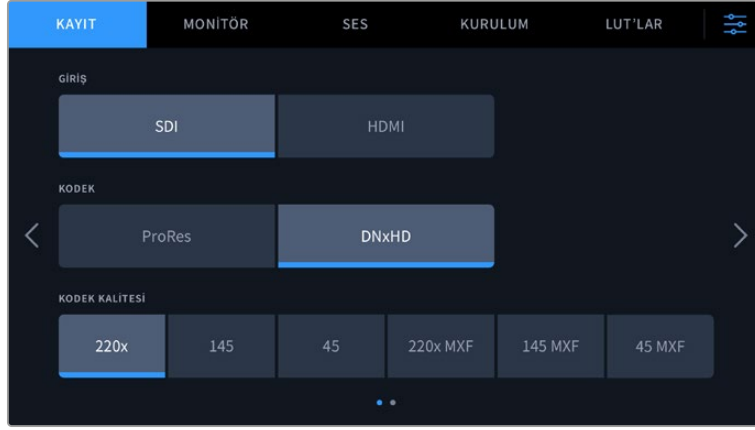 KAYIT MONİTÖR SES KURULUM LUT'LAR
GİRİŞ
SDI HDMI
KODEK
ProRes DNxHD
KODEK KALİTESİ
220x 145 45 220x MXF 145 MXF 45 MXF